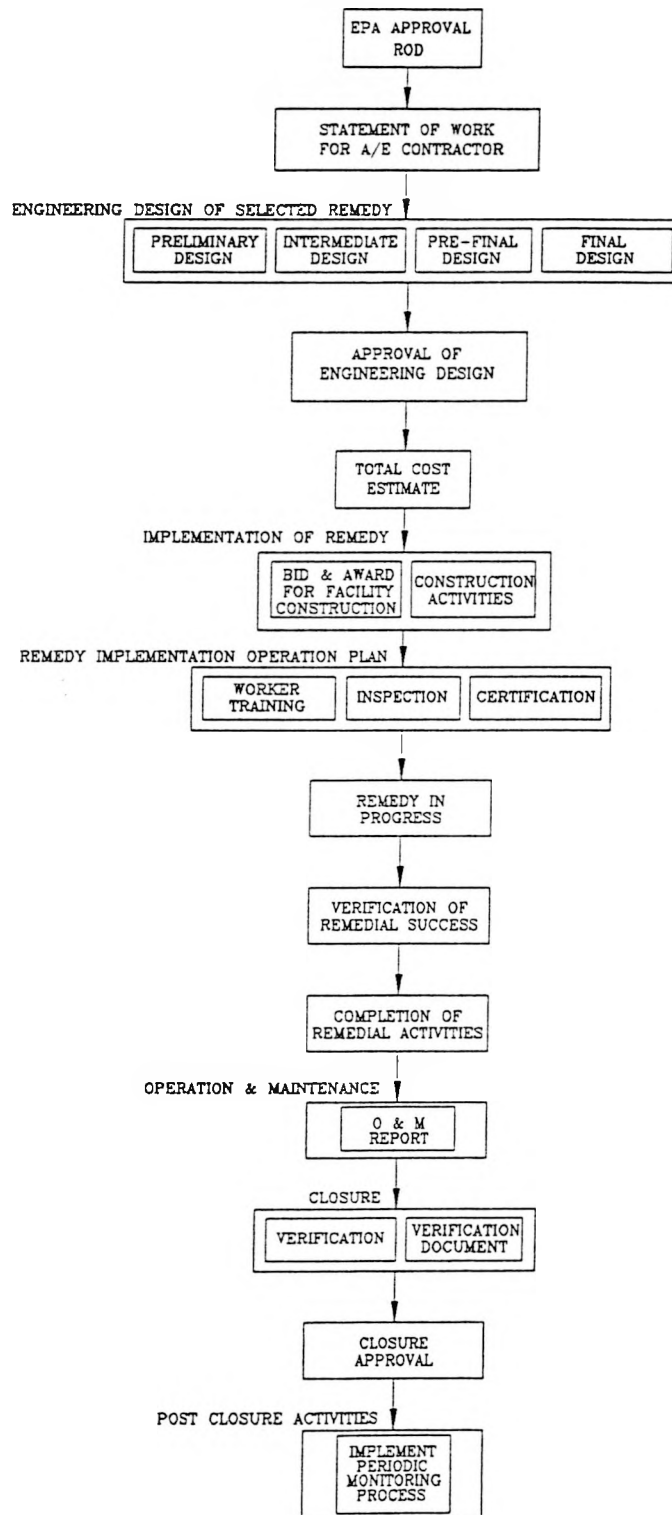 EPA APPROVAL
ROD
STATEMENT OF WORK
FOR A/E CONTRACTOR
ENGINEERING DESIGN OF SELECTED REMEDY
PRELIMINARY
DESIGN
INTERMEDIATE
DESIGN
PRE-FINAL
DESIGN
FINAL
DESIGN
APPROVAL OF
ENGINEERING DESIGN
TOTAL COST
ESTIMATE
IMPLEMENTATION OF REMEDY
BID & AWARD
FOR FACILITY
CONSTRUCTION
CONSTRUCTION
ACTIVITIES
REMEDY IMPLEMENTATION OPERATION PLAN
WORKER
TRAINING
INSPECTION
CERTIFICATION
REMEDY IN
PROGRESS
VERIFICATION OF
REMEDIAL SUCCESS
COMPLETION OF
REMEDIAL ACTIVITIES
OPERATION & MAINTENANCE
O & M
REPORT
CLOSURE
VERIFICATION
VERIFICATION
DOCUMENT
CLOSURE
APPROVAL
POST CLOSURE ACTIVITIES
IMPLEMENT
PERIODIC
MONITORING
PROCESS